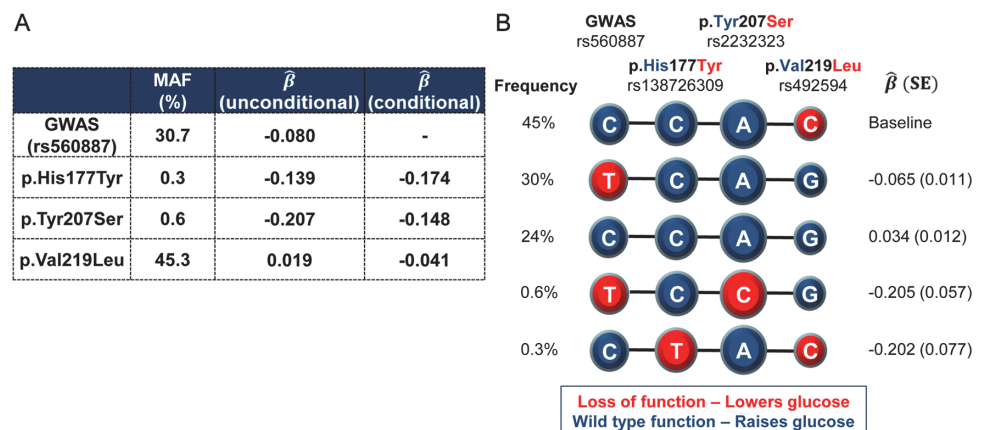 A
MAF (%)
β̂ (unconditional)
β̂ (conditional)
GWAS (rs560887) 30.7 -0.080 -
p.His177Tyr 0.3 -0.139 -0.174
p.Tyr207Ser 0.6 -0.207 -0.148
p.Val219Leu 45.3 0.019 -0.041
B
GWAS p.Tyr207Ser
rs560887 rs2232323
p.His177Tyr p.Val219Leu
Frequency rs138726309 rs492594 β̂ (SE)
45% C C A C Baseline
30% T C A G -0.065 (0.011)
24% C C A G 0.034 (0.012)
0.6% T C C G -0.205 (0.057)
0.3% C T A C -0.202 (0.077)
Loss of function – Lowers glucose
Wild type function – Raises glucose